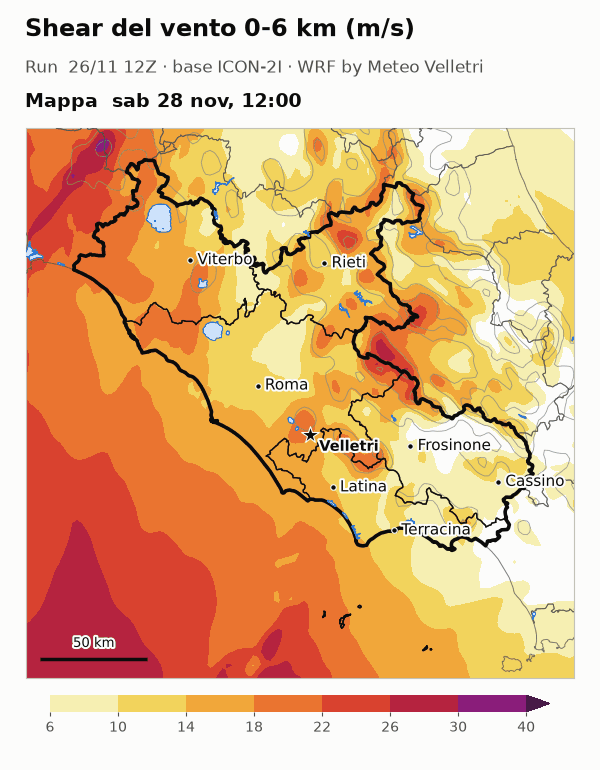 Shear del vento 0-6 km (m/s)
Run  26/11 12Z · base ICON-2I · WRF by Meteo Velletri
Mappa  sab 28 nov, 12:00
Viterbo
Rieti
Roma
Velletri
Frosinone
Latina
Cassino
Terracina
50 km
6 10 14 18 22 26 30 40